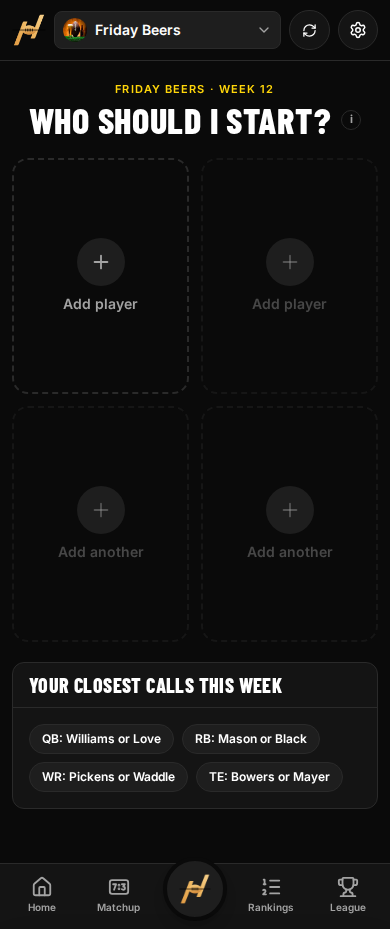 Friday Beers
FRIDAY BEERS · WEEK 12
WHO SHOULD I START?
i
Add player
Add player
Add another
Add another
YOUR CLOSEST CALLS THIS WEEK
QB: Williams or Love
RB: Mason or Black
WR: Pickens or Waddle
TE: Bowers or Mayer
7:3
Home
Matchup
Rankings
League